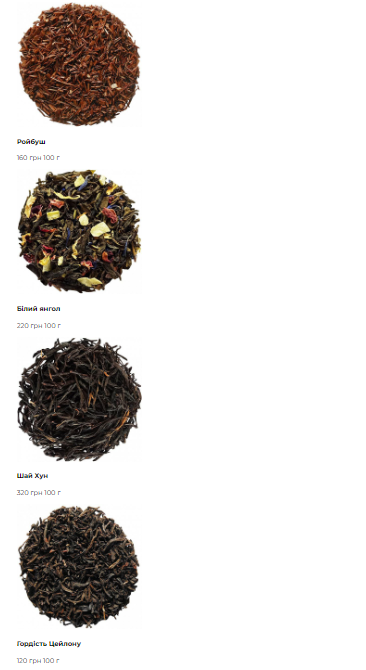 Ройбуш
160 грн 100 г
Білий янгол
220 грн 100 г
Шай Хун
320 грн 100 г
Гордість Цейлону
120 грн 100 г